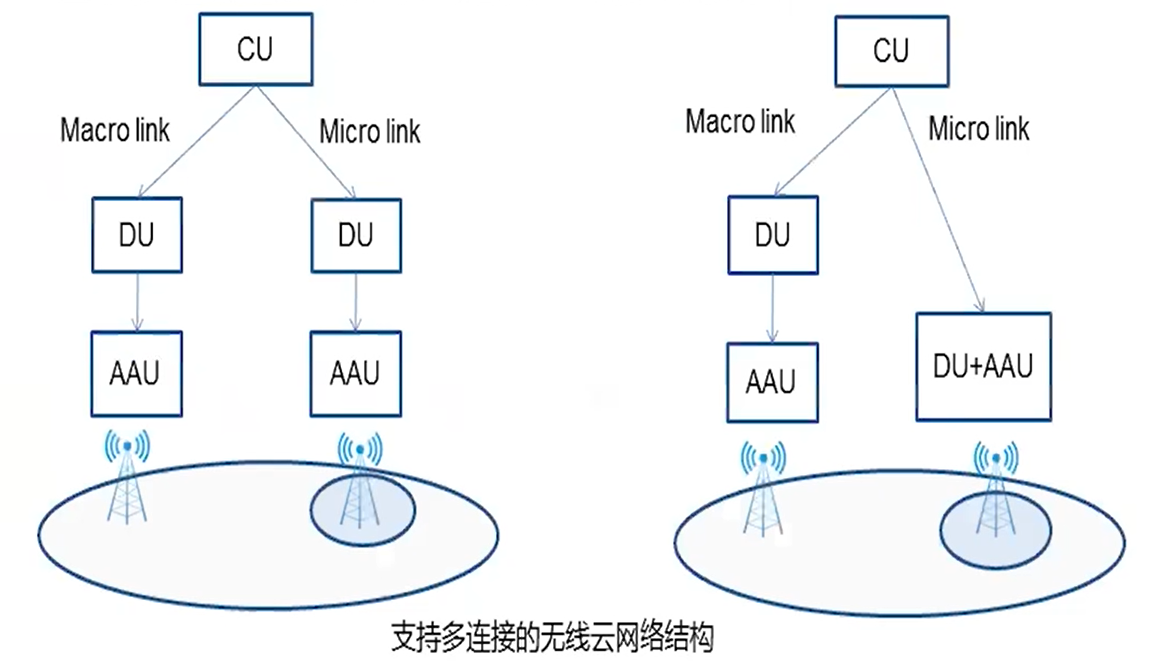 CU
Macro link
Micro link
DU
DU
AAU
AAU
CU
Macro link
Micro link
DU
AAU
DU+AAU
支持多连接的无线云网络结构